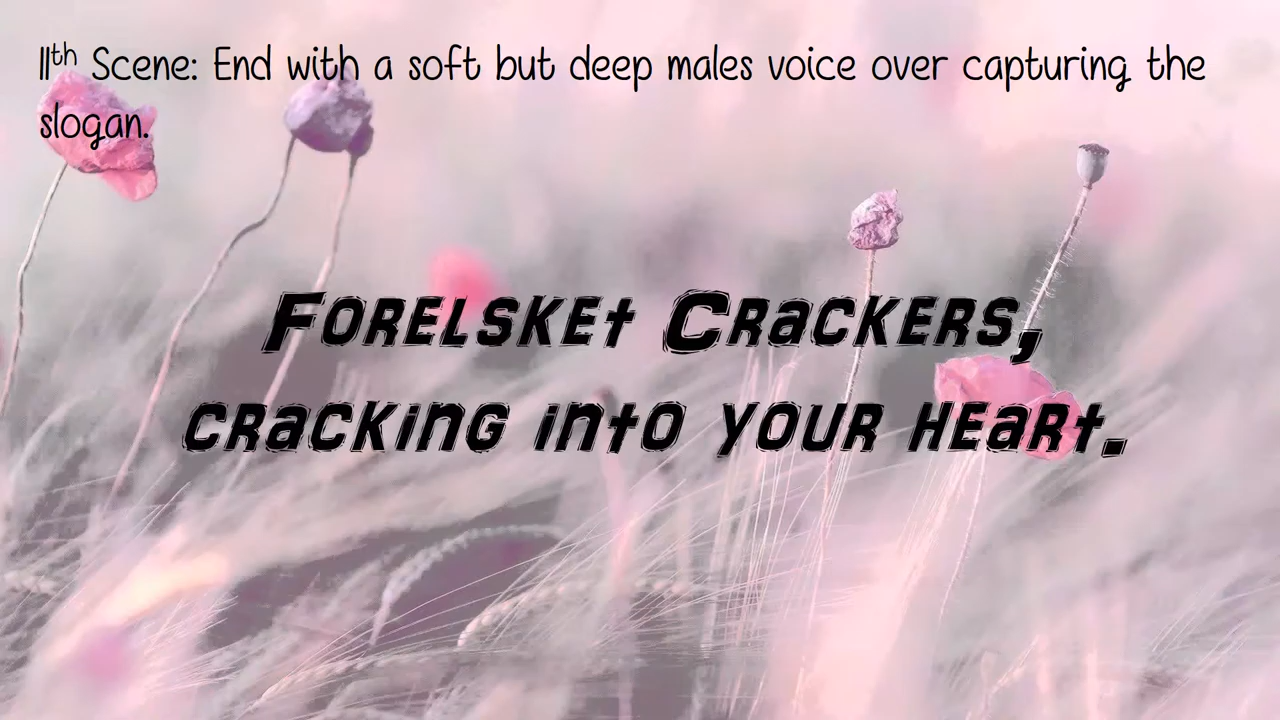 11th Scene: End with a soft but deep males voice over capturing the
slogan.
Forelsket Crackers,
cracking into your heart.